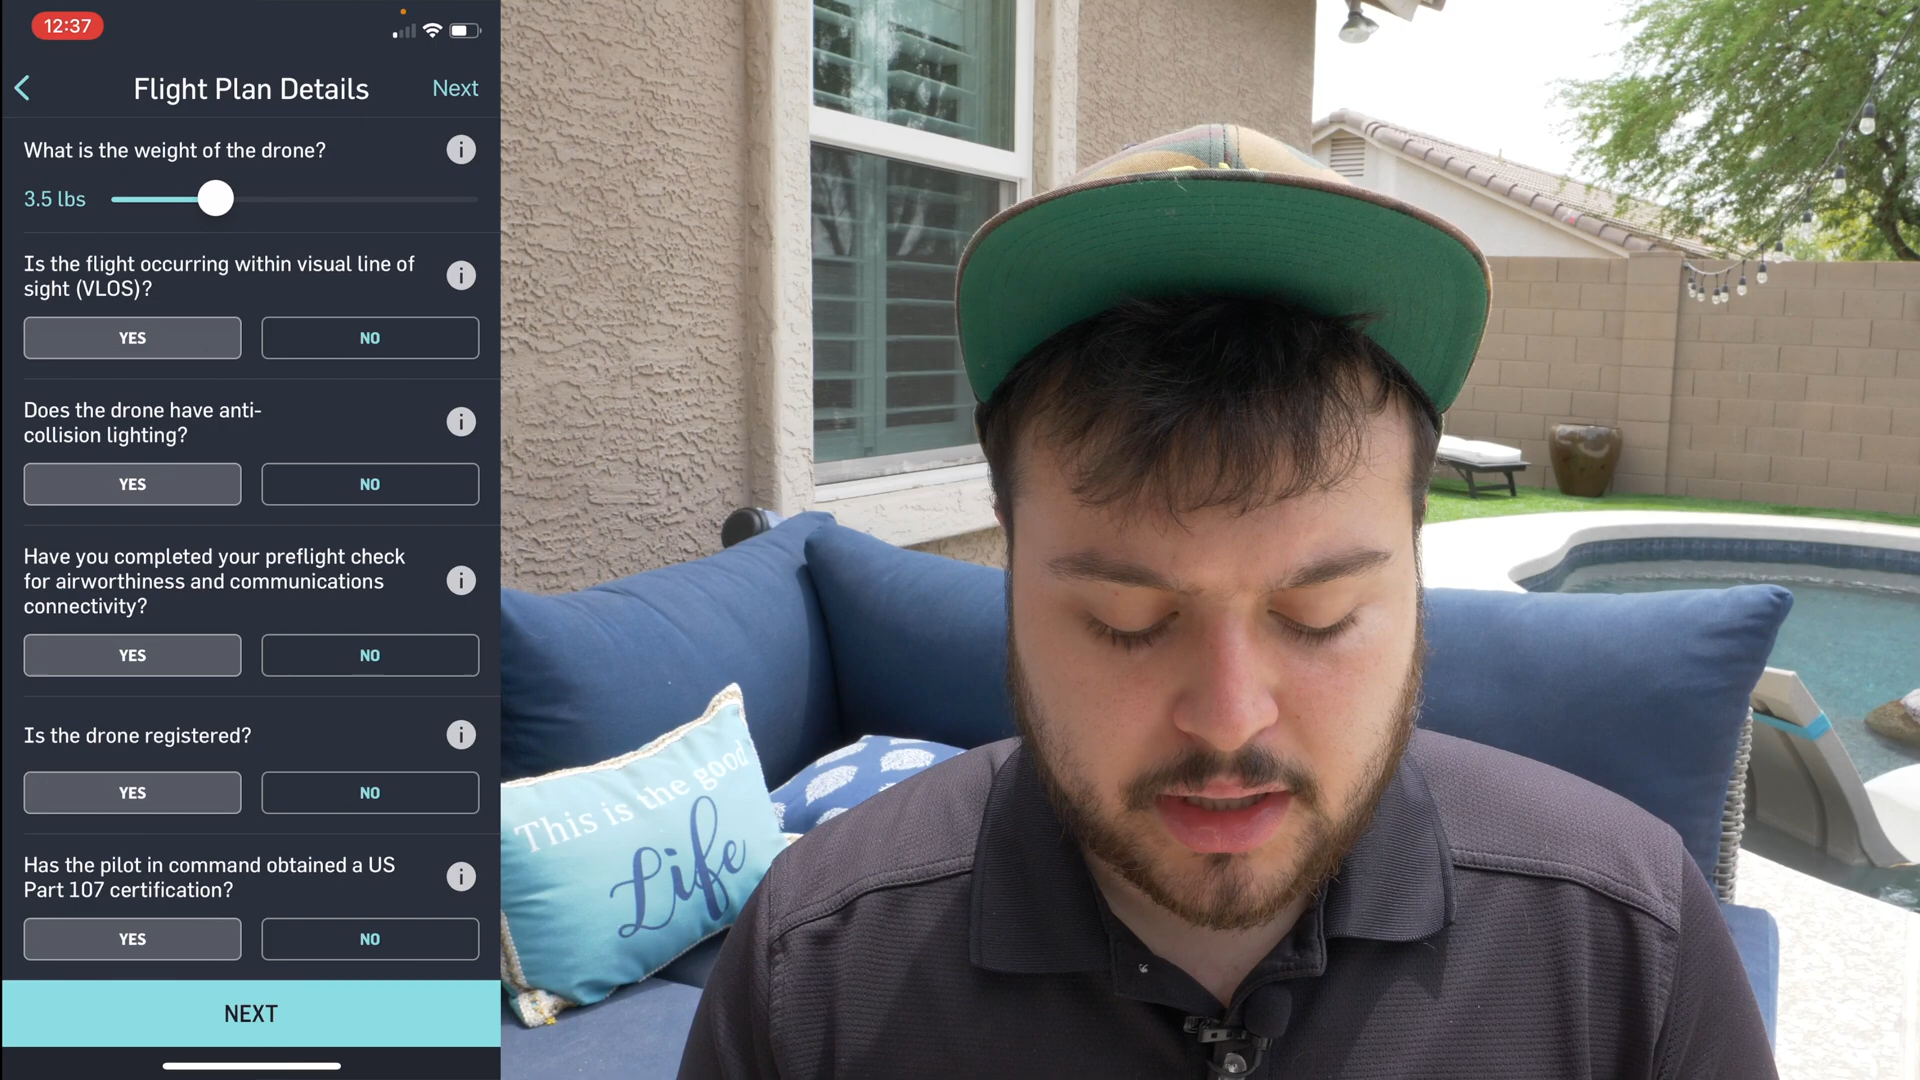 12:37
Flight Plan Details
Next
What is the weight of the drone?
3.5 lbs
Is the flight occurring within visual line of
sight (VLOS)?
YES
NO
Does the drone have anti-
collision lighting?
YES
NO
Have you completed your preflight check
for airworthiness and communications
connectivity?
YES
NO
Is the drone registered?
YES
NO
Has the pilot in command obtained a US
Part 107 certification?
YES
NO
NEXT
This is the good
Life